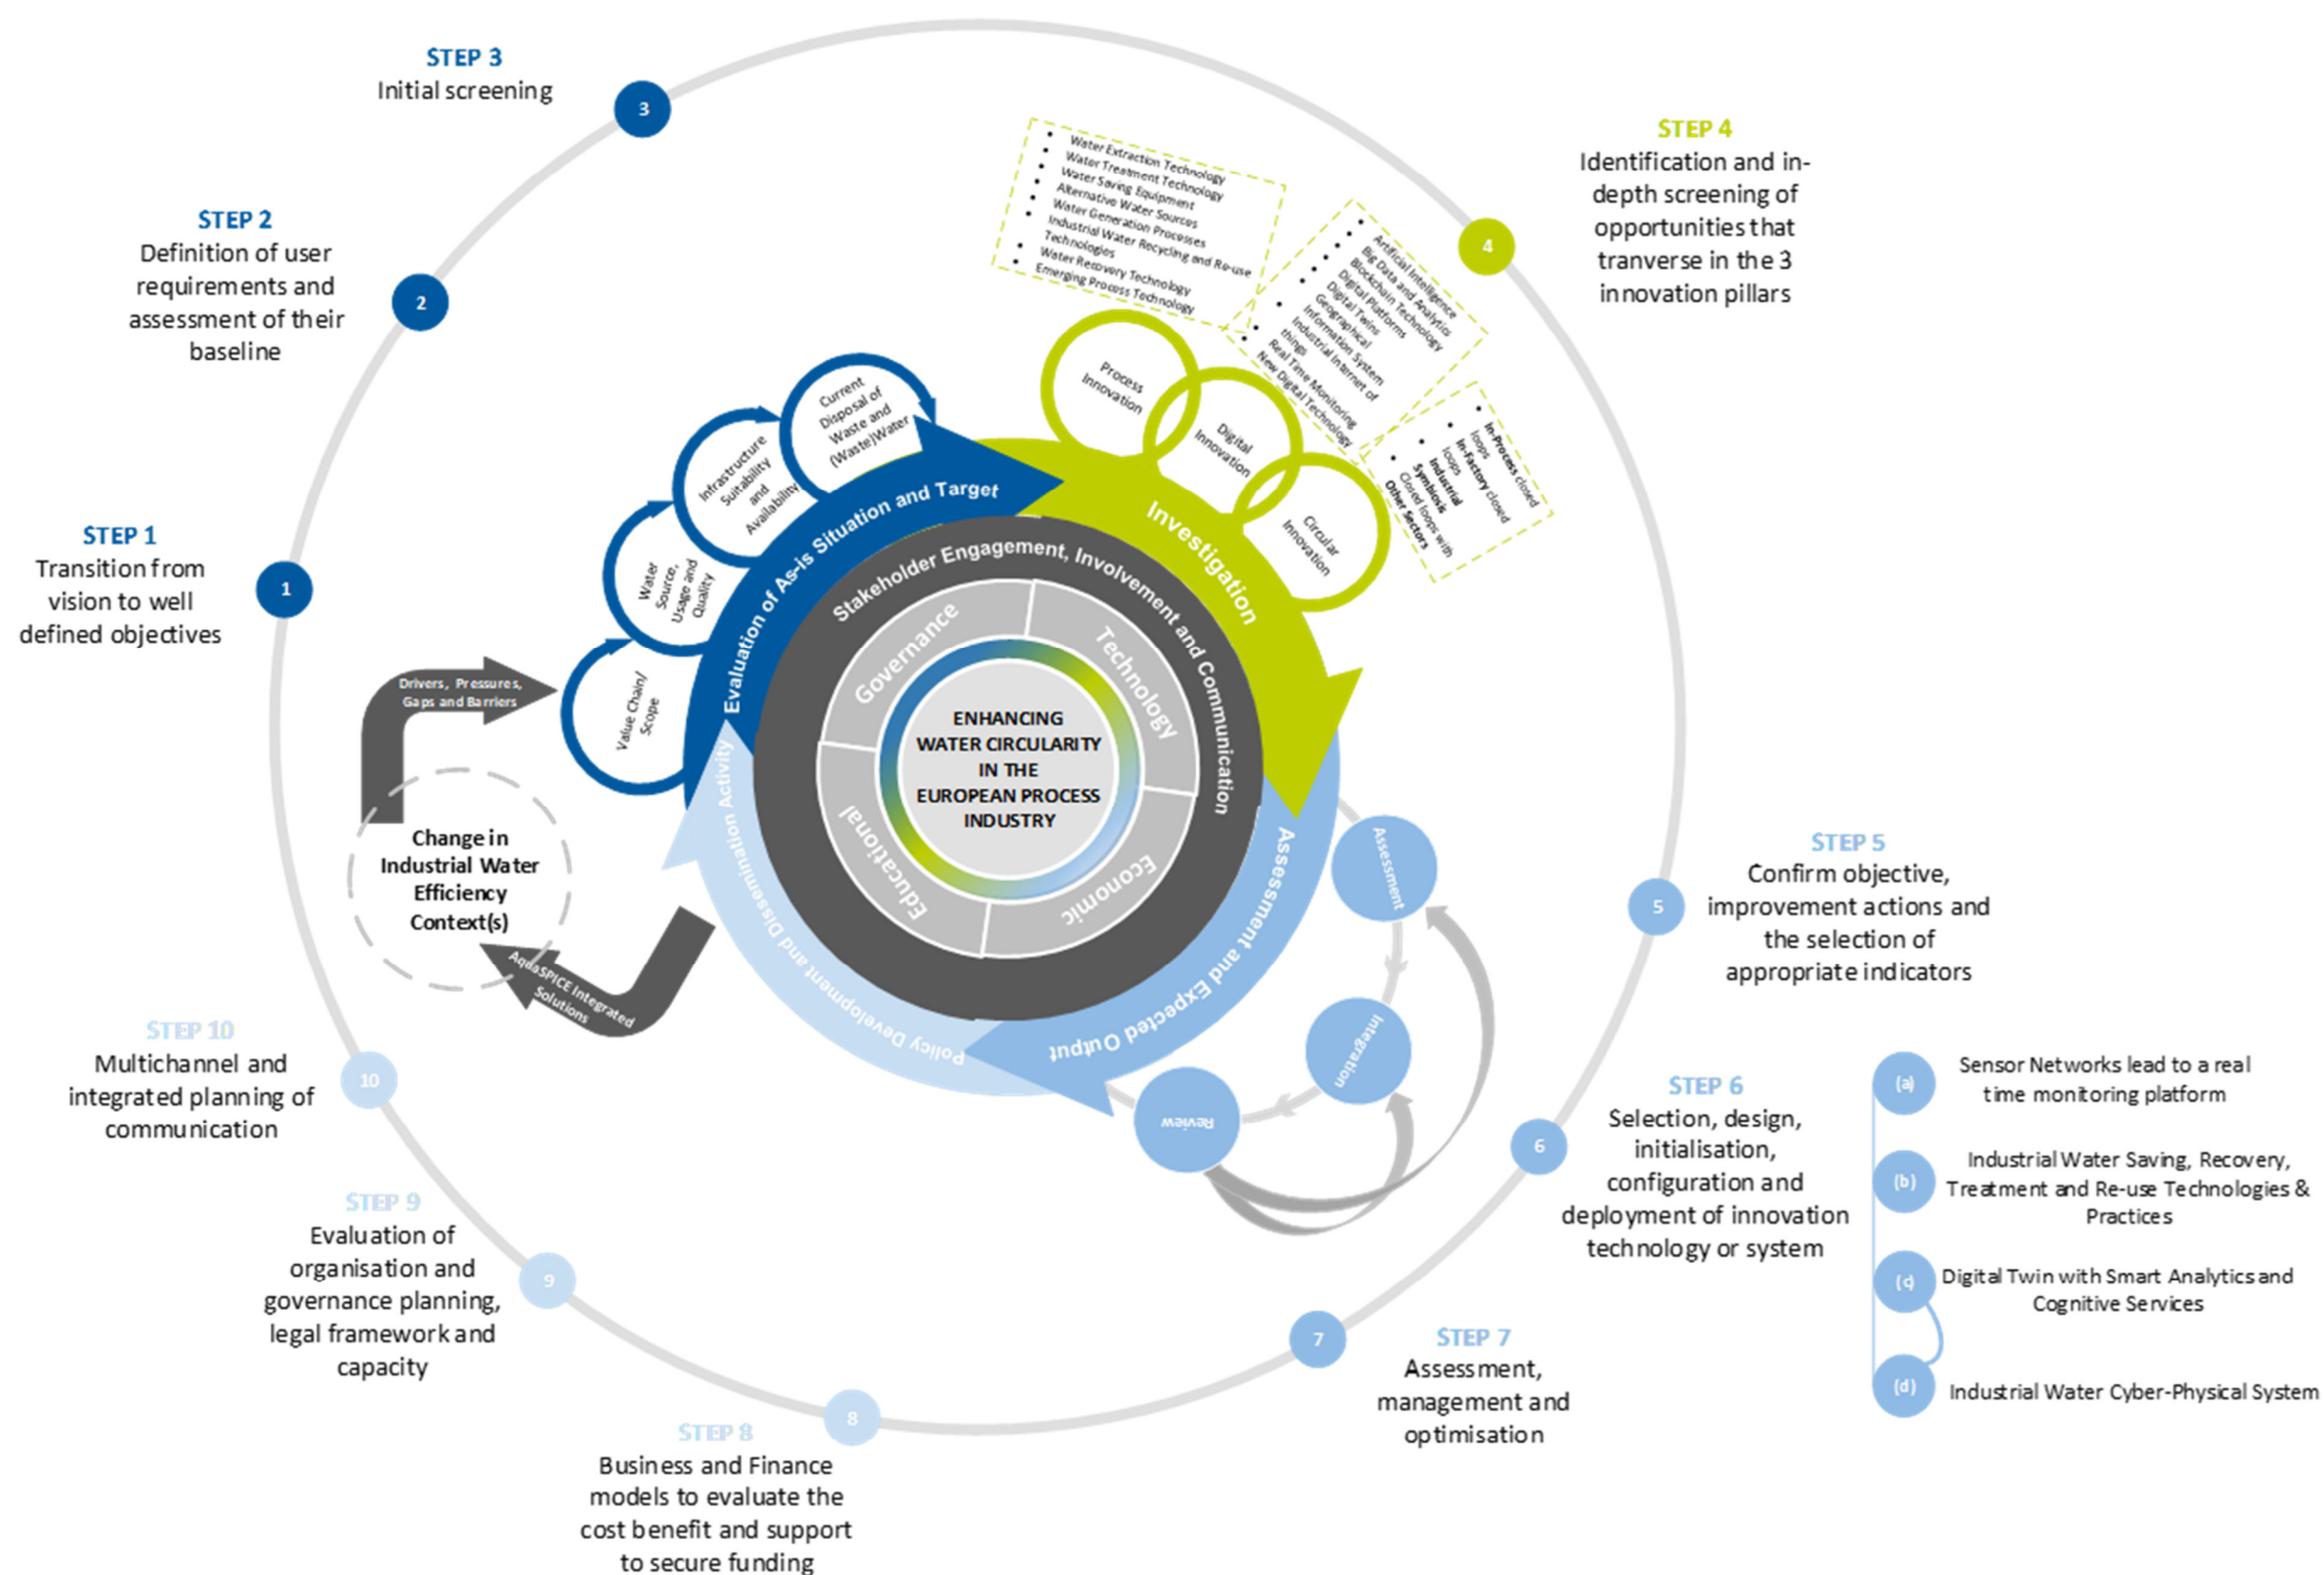 STEP 1
Transition from
vision to well
defined objectives
1
STEP 2
Definition of user
requirements and
assessment of their
baseline
2
STEP 3
Initial screening
3
STEP 4
Identification and in-
depth screening of
opportunities that
tranverse in the 3
innovation pillars
4
STEP 5
Confirm objective,
improvement actions and
the selection of
appropriate indicators
5
STEP 6
Selection, design,
initialisation,
configuration and
deployment of innovation
technology or system
6
(a)
Sensor Networks lead to a real
time monitoring platform
(b)
Industrial Water Saving, Recovery,
Treatment and Re-use Technologies &
Practices
(c)
Digital Twin with Smart Analytics and
Cognitive Services
(d)
Industrial Water Cyber-Physical System
STEP 7
Assessment,
management and
optimisation
7
STEP 8
Business and Finance
models to evaluate the
cost benefit and support
to secure funding
8
STEP 9
Evaluation of
organisation and
governance planning,
legal framework and
capacity
9
STEP 10
Multichannel and
integrated planning of
communication
10
Change in
Industrial Water
Efficiency
Context(s)
Drivers, Pressures,
Gaps and Barriers
AquaSPICE Integrated
Solutions
Value Chain/
Scope
Water
Source,
Usage and
Quality
Infrastructure
Suitability
and
Availability
Current
Disposal of
Waste and
(Waste)Water
Evaluation of As-is Situation and Target
Investigation
Assessment and Expected Output
Policy Development and Dissemination Activity
Process
Innovation
• Water Extraction Technology
• Water Treatment Technology
• Water Saving Equipment
• Alternative Water Sources
• Water Generation Processes
• Industrial Water Recycling and Re-use
Technologies
• Water Recovery Technology
• Emerging Process Technology
Digital
Innovation
• Artificial Intelligence
• Big Data and Analytics
• Blockchain Technology
• Digital Platforms
• Digital Twins
• Geographical
Information System
• Industrial Internet of
things
• Real Time Monitoring
• New Digital Technology
Circular
Innovation
• In-Process closed
loops
• In-Factory closed
loops
• Industrial
Symbiosis
• Closed loops with
Other Sectors
Assessment
Integration
Review
Stakeholder Engagement, Involvement and Communication
Governance
Technology
Economic
Educational
ENHANCING
WATER CIRCULARITY
IN THE
EUROPEAN PROCESS
INDUSTRY